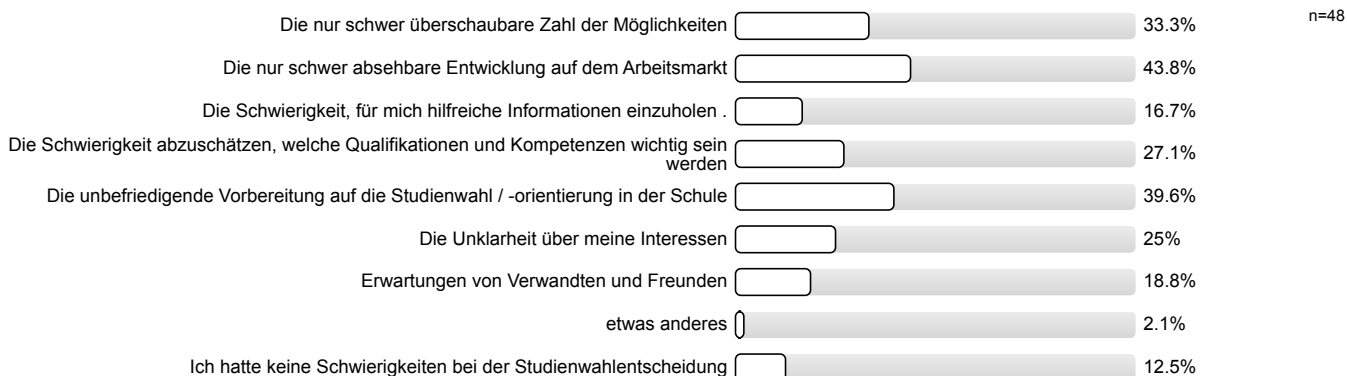 Die nur schwer überschaubare Zahl der Möglichkeiten 33.3% n=48
Die nur schwer absehbare Entwicklung auf dem Arbeitsmarkt 43.8%
Die Schwierigkeit, für mich hilfreiche Informationen einzuholen . 16.7%
Die Schwierigkeit abzuschätzen, welche Qualifikationen und Kompetenzen wichtig sein
werden 27.1%
Die unbefriedigende Vorbereitung auf die Studienwahl / -orientierung in der Schule 39.6%
Die Unklarheit über meine Interessen 25%
Erwartungen von Verwandten und Freunden 18.8%
etwas anderes 2.1%
Ich hatte keine Schwierigkeiten bei der Studienwahlentscheidung 12.5%